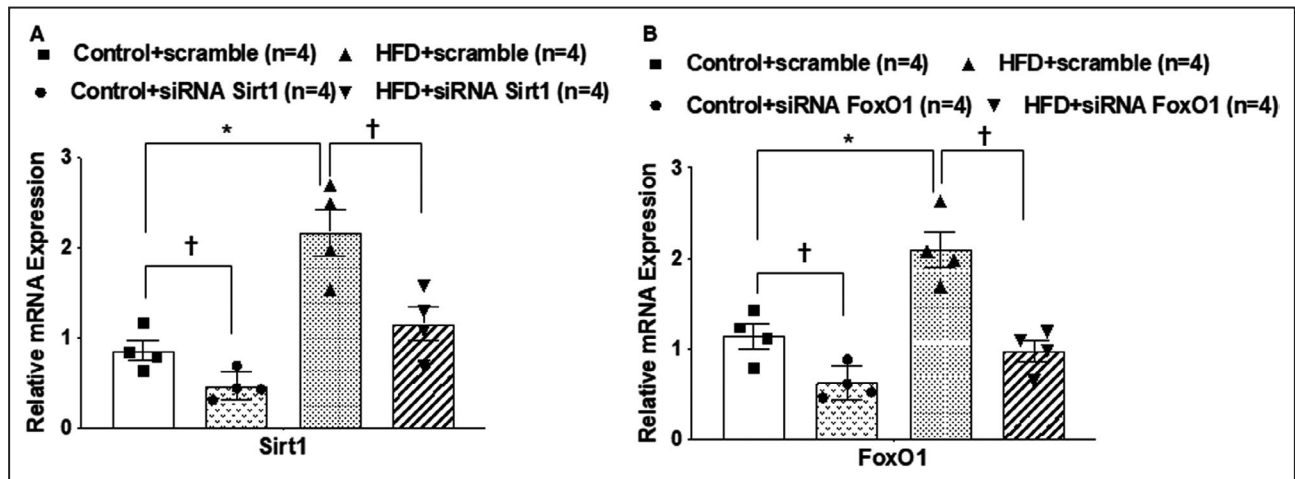 A
■ Control+scramble (n=4) ▲ HFD+scramble (n=4)
● Control+siRNA Sirt1 (n=4) ▼ HFD+siRNA Sirt1 (n=4)
* †
†
Relative mRNA Expression
3
2
1
0
Sirt1
B
■ Control+scramble (n=4) ▲ HFD+scramble (n=4)
● Control+siRNA FoxO1 (n=4) ▼ HFD+siRNA FoxO1 (n=4)
* †
†
Relative mRNA Expression
3
2
1
0
FoxO1